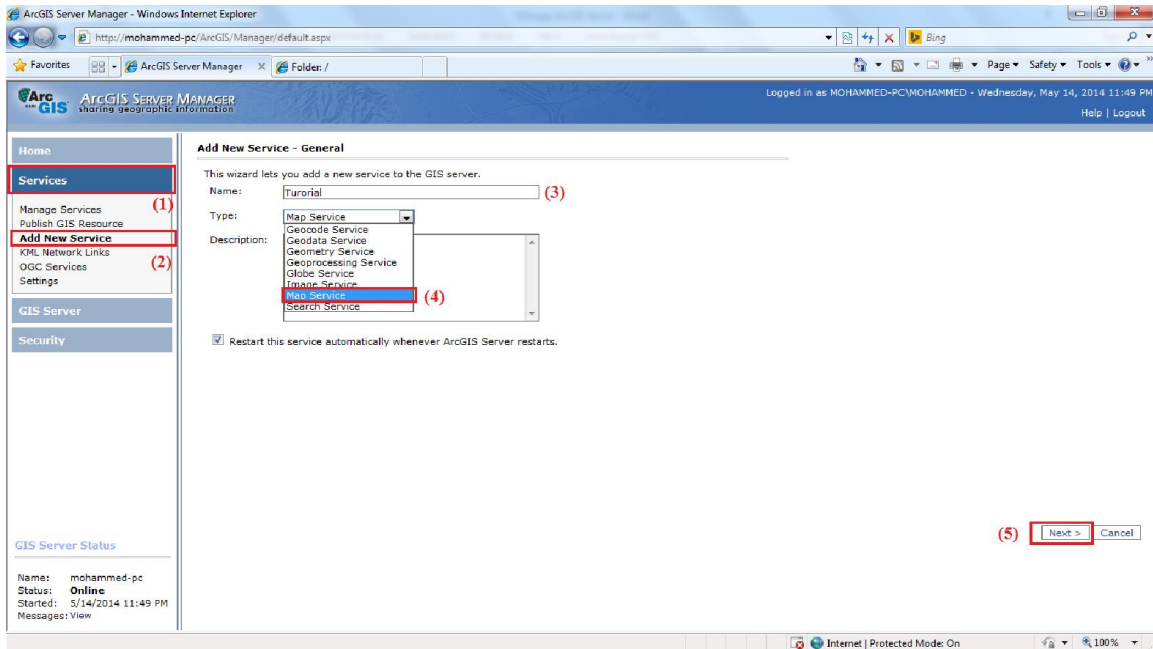 ArcGIS Server Manager - Windows Internet Explorer
http://mohammed-pc/ArcGIS/Manager/default.aspx
Bing
Favorites
ArcGIS Server Manager
Folder: /
Page
Safety
Tools
ArcGIS
ARCGIS SERVER MANAGER
sharing geographic information
Logged in as MOHAMMED-PC\MOHAMMED - Wednesday, May 14, 2014 11:49 PM
Help | Logout
Home
Services
(1)
Manage Services
Publish GIS Resource
Add New Service
KML Network Links
(2)
OGC Services
Settings
GIS Server
Security
Add New Service - General
This wizard lets you add a new service to the GIS server.
Name: Turorial (3)
Type: Map Service
Description:
Geocode Service
Geodata Service
Geometry Service
Geoprocessing Service
Globe Service
Image Service
Map Service (4)
Search Service
Restart this service automatically whenever ArcGIS Server restarts.
(5) Next > Cancel
GIS Server Status
Name: mohammed-pc
Status: Online
Started: 5/14/2014 11:49 PM
Messages: View
Internet | Protected Mode: On
100%